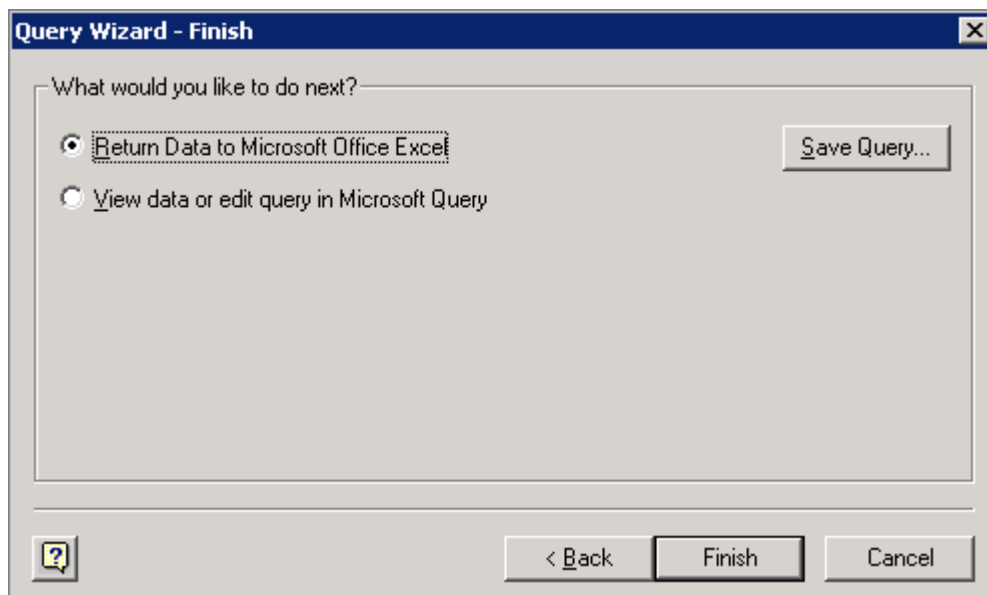 Query Wizard - Finish
What would you like to do next?
Return Data to Microsoft Office Excel
Save Query...
View data or edit query in Microsoft Query
?
< Back
Finish
Cancel